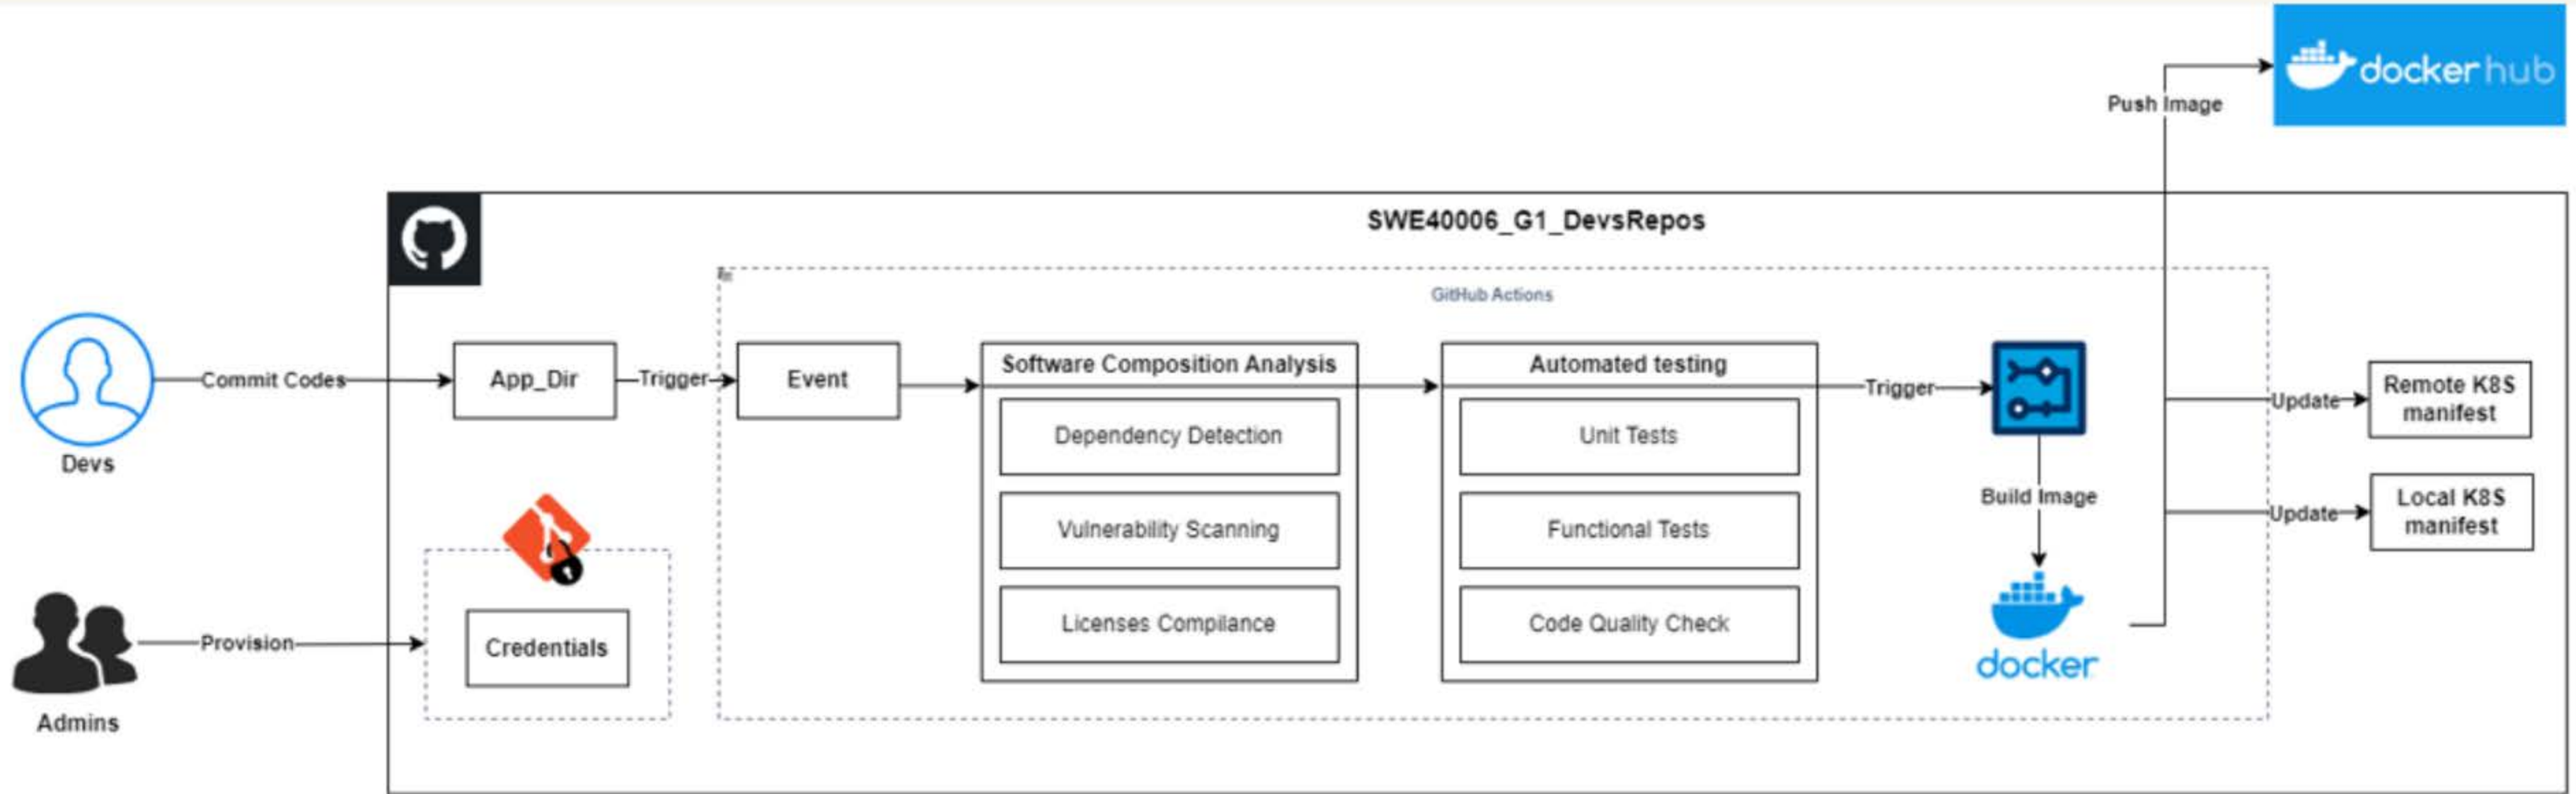 dockerhub
Push Image
SWE40006_G1_DevsRepos
GitHub Actions
Commit Codes
App_Dir
Trigger
Event
Software Composition Analysis
Dependency Detection
Vulnerability Scanning
Licenses Compilance
Automated testing
Unit Tests
Functional Tests
Code Quality Check
Trigger
Build Image
docker
Update
Remote K8S
manifest
Update
Local K8S
manifest
Devs
Provision
Credentials
Admins